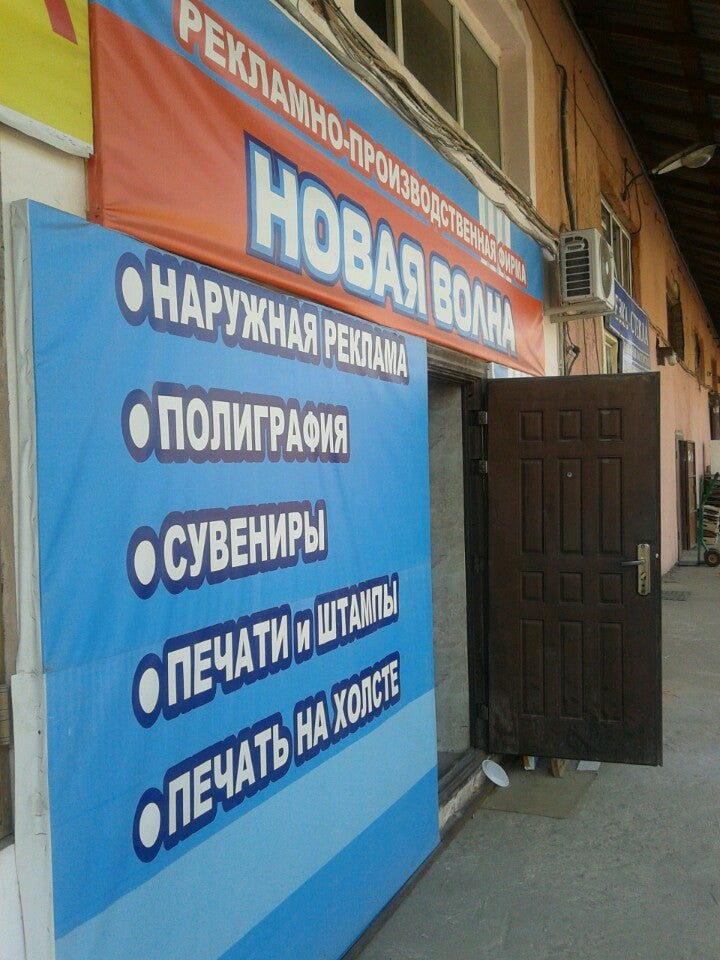 РЕКЛАМНО-ПРОИЗВОДСТВЕННАЯ ФИРМА
НОВАЯ ВОЛНА
●НАРУЖНАЯ РЕКЛАМА
●ПОЛИГРАФИЯ
●СУВЕНИРЫ
●ПЕЧАТИ и ШТАМПЫ
●ПЕЧАТЬ НА ХОЛСТЕ